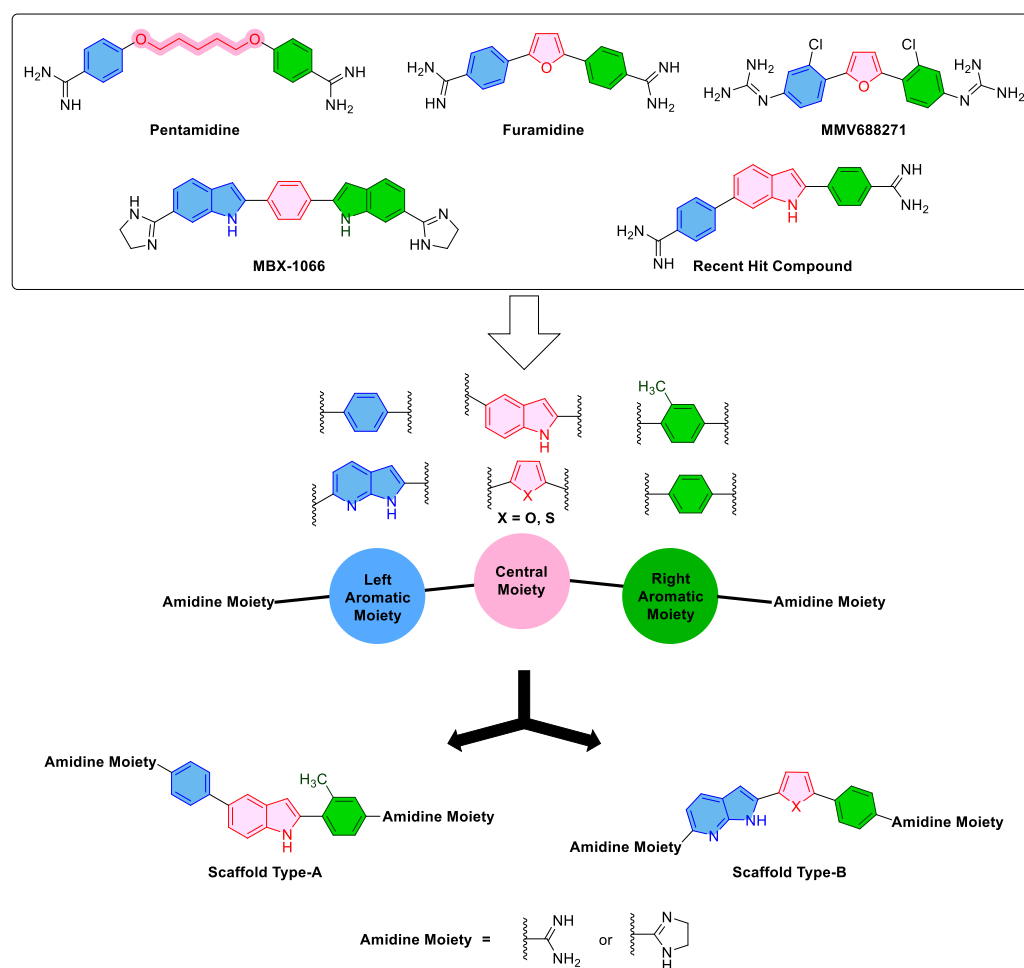 O O
H₂N NH NH NH₂
Pentamidine
NH₂ NH O NH NH₂
Furamidine
Cl Cl
NH₂ H₂N N O N NH₂ NH₂
MMV688271
H N N N H N H N HN
MBX-1066
H₂N NH N H NH NH₂
Recent Hit Compound
H₃C
N H
N N H
X
X = O, S
Left
Aromatic
Moiety
Central
Moiety
Right
Aromatic
Moiety
Amidine Moiety
Amidine Moiety
Amidine Moiety
H₃C
N H
Amidine Moiety
Scaffold Type-A
Amidine Moiety
N NH X
Amidine Moiety
Scaffold Type-B
Amidine Moiety =
NH NH₂
or
N N H